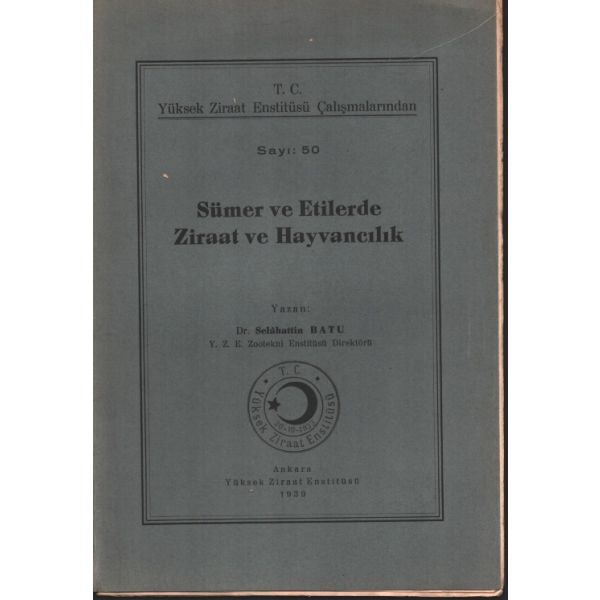 T. C.
Yüksek Ziraat Enstitüsü Çalışmalarından
Sayı: 50
Sümer ve Etilerde
Ziraat ve Hayvancılık
Yazan:
Dr. Selâhattin BATU
Y. Z. E. Zootekni Enstitüsü Direktörü
T. C.
Yüksek Ziraat Enstitüsü
Ankara
Yüksek Ziraat Enstitüsü
1939